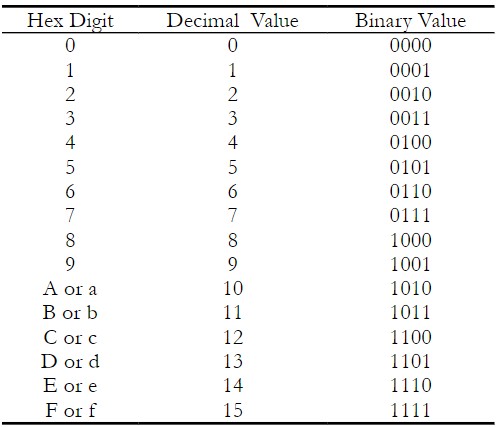 Hex Digit Decimal Value Binary Value
0 0 0000
1 1 0001
2 2 0010
3 3 0011
4 4 0100
5 5 0101
6 6 0110
7 7 0111
8 8 1000
9 9 1001
A or a 10 1010
B or b 11 1011
C or c 12 1100
D or d 13 1101
E or e 14 1110
F or f 15 1111